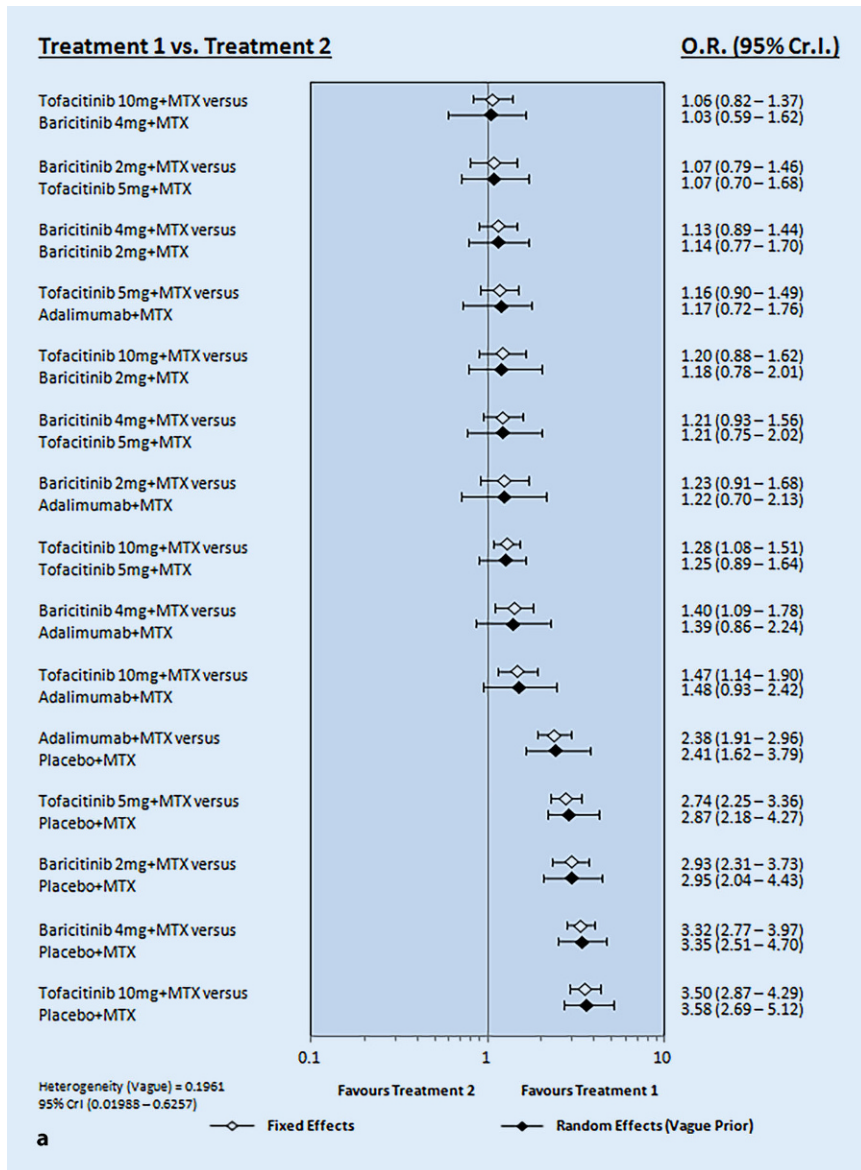 Treatment 1 vs. Treatment 2
O.R. (95% Cr.I.)
Tofacitinib 10mg+MTX versus
Baricitinib 4mg+MTX
1.06 (0.82 – 1.37)
1.03 (0.59 – 1.62)
Baricitinib 2mg+MTX versus
Tofacitinib 5mg+MTX
1.07 (0.79 – 1.46)
1.07 (0.70 – 1.68)
Baricitinib 4mg+MTX versus
Baricitinib 2mg+MTX
1.13 (0.89 – 1.44)
1.14 (0.77 – 1.70)
Tofacitinib 5mg+MTX versus
Adalimumab+MTX
1.16 (0.90 – 1.49)
1.17 (0.72 – 1.76)
Tofacitinib 10mg+MTX versus
Baricitinib 2mg+MTX
1.20 (0.88 – 1.62)
1.18 (0.78 – 2.01)
Baricitinib 4mg+MTX versus
Tofacitinib 5mg+MTX
1.21 (0.93 – 1.56)
1.21 (0.75 – 2.02)
Baricitinib 2mg+MTX versus
Adalimumab+MTX
1.23 (0.91 – 1.68)
1.22 (0.70 – 2.13)
Tofacitinib 10mg+MTX versus
Tofacitinib 5mg+MTX
1.28 (1.08 – 1.51)
1.25 (0.89 – 1.64)
Baricitinib 4mg+MTX versus
Adalimumab+MTX
1.40 (1.09 – 1.78)
1.39 (0.86 – 2.24)
Tofacitinib 10mg+MTX versus
Adalimumab+MTX
1.47 (1.14 – 1.90)
1.48 (0.93 – 2.42)
Adalimumab+MTX versus
Placebo+MTX
2.38 (1.91 – 2.96)
2.41 (1.62 – 3.79)
Tofacitinib 5mg+MTX versus
Placebo+MTX
2.74 (2.25 – 3.36)
2.87 (2.18 – 4.27)
Baricitinib 2mg+MTX versus
Placebo+MTX
2.93 (2.31 – 3.73)
2.95 (2.04 – 4.43)
Baricitinib 4mg+MTX versus
Placebo+MTX
3.32 (2.77 – 3.97)
3.35 (2.51 – 4.70)
Tofacitinib 10mg+MTX versus
Placebo+MTX
3.50 (2.87 – 4.29)
3.58 (2.69 – 5.12)
0.1 1 10
Favours Treatment 2 Favours Treatment 1
Heterogeneity (Vague) = 0.1961
95% CrI (0.01988 – 0.6257)
Fixed Effects Random Effects (Vague Prior)
a